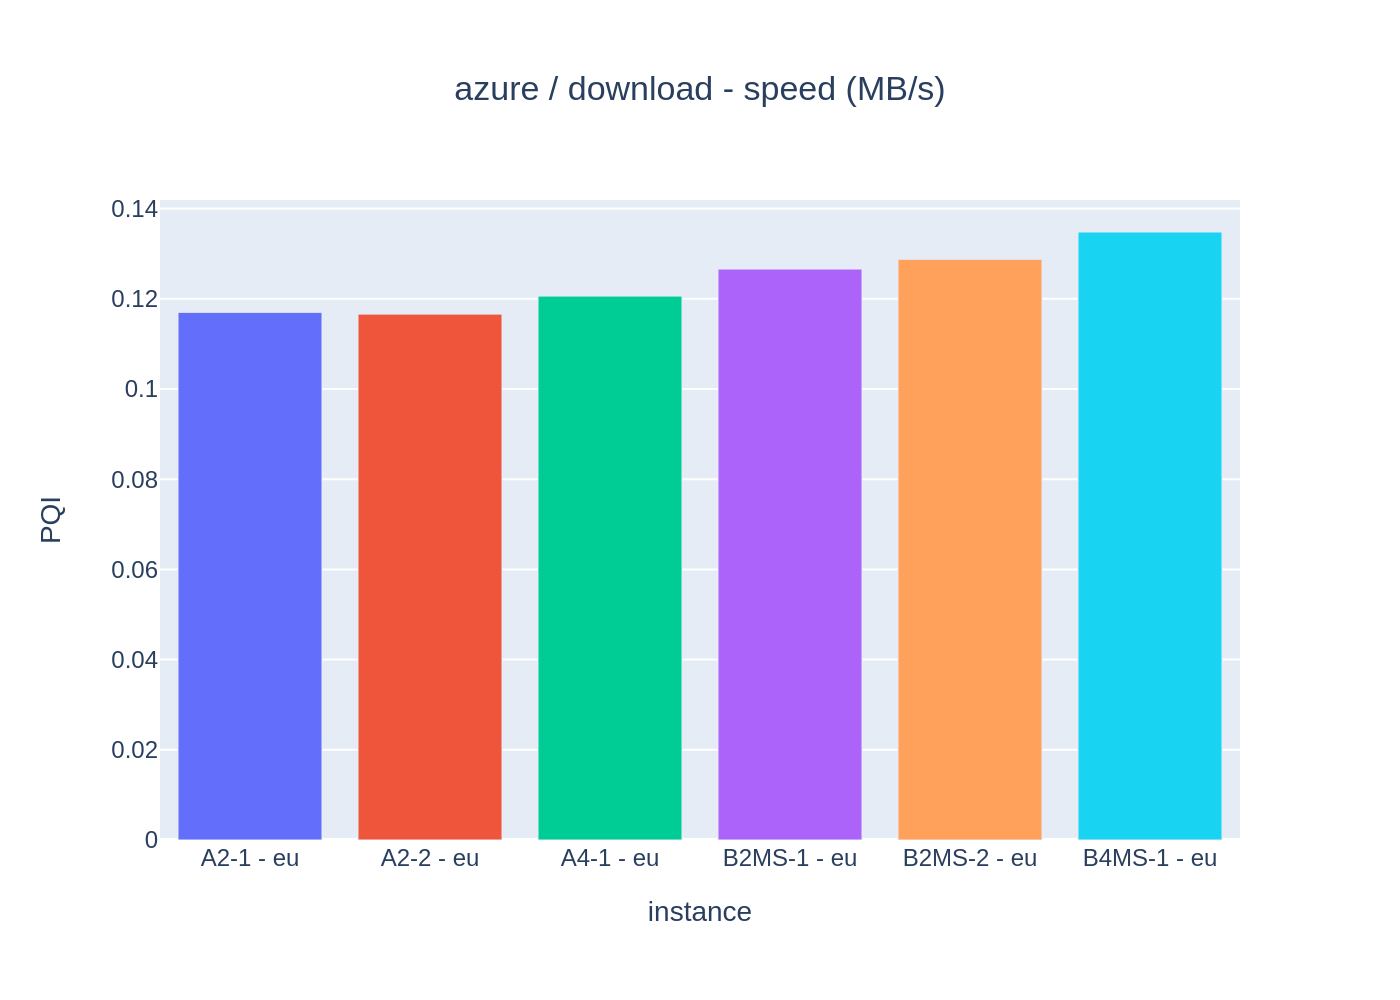 azure / download - speed (MB/s)
0.14
0.12
0.1
0.08
0.06
0.04
0.02
0
PQI
A2-1 - eu
A2-2 - eu
A4-1 - eu
B2MS-1 - eu
B2MS-2 - eu
B4MS-1 - eu
instance